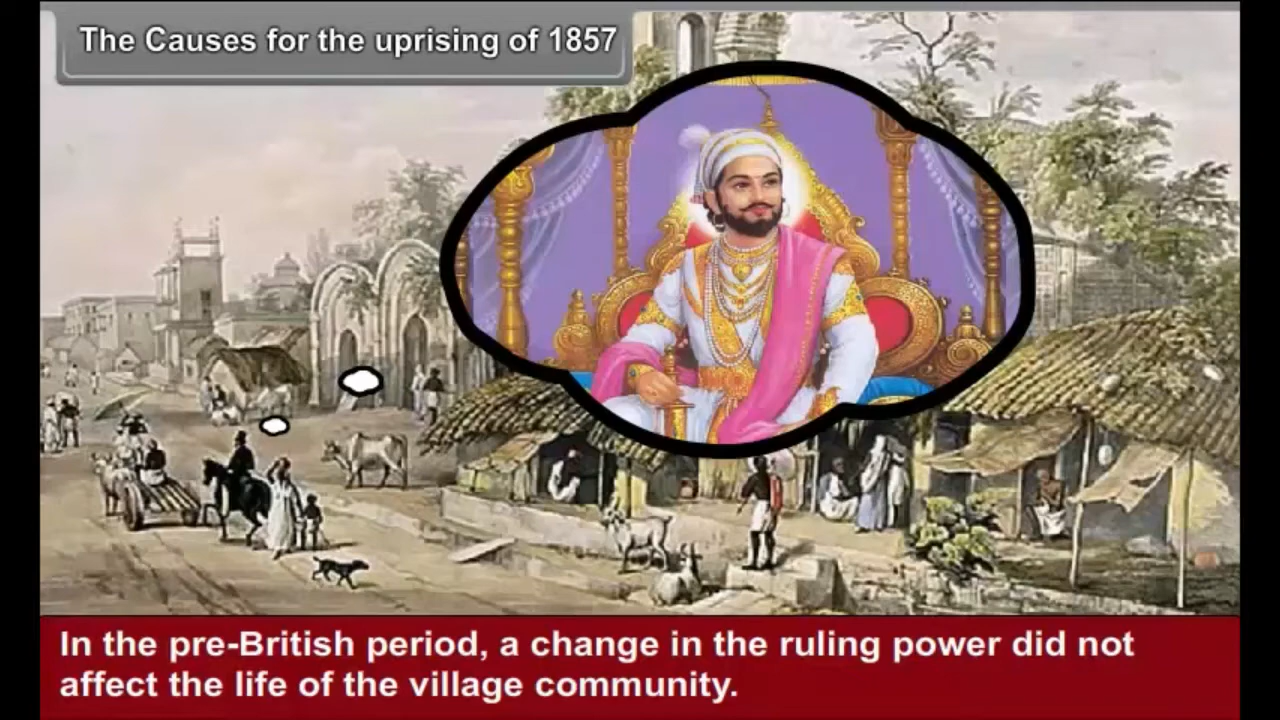 The Causes for the uprising of 1857
In the pre-British period, a change in the ruling power did not
affect the life of the village community.